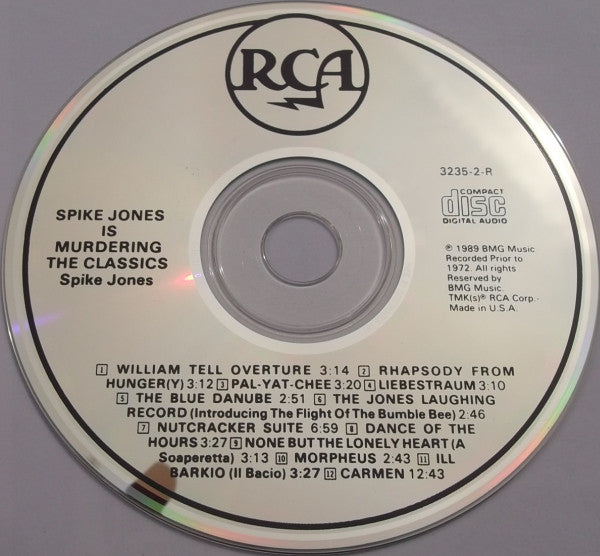 RCA
3235-2-R
COMPACT
disc
DIGITAL AUDIO
SPIKE JONES
IS
MURDERING
THE CLASSICS
Spike Jones
℗ 1989 BMG Music
Recorded Prior to
1972. All rights
Reserved by
BMG Music.
TMK(s)® RCA Corp.-
Made in U.S.A.
1 WILLIAM TELL OVERTURE 3:14 2 RHAPSODY FROM
HUNGER(Y) 3:12 3 PAL-YAT-CHEE 3:20 4 LIEBESTRAUM 3:10
5 THE BLUE DANUBE 2:51 6 THE JONES LAUGHING
RECORD (Introducing The Flight Of The Bumble Bee) 2:46
7 NUTCRACKER SUITE 6:59 8 DANCE OF THE
HOURS 3:27 9 NONE BUT THE LONELY HEART (A
Soaperetta) 3:13 10 MORPHEUS 2:43 11 ILL
BARKIO (Il Bacio) 3:27 12 CARMEN 12:43